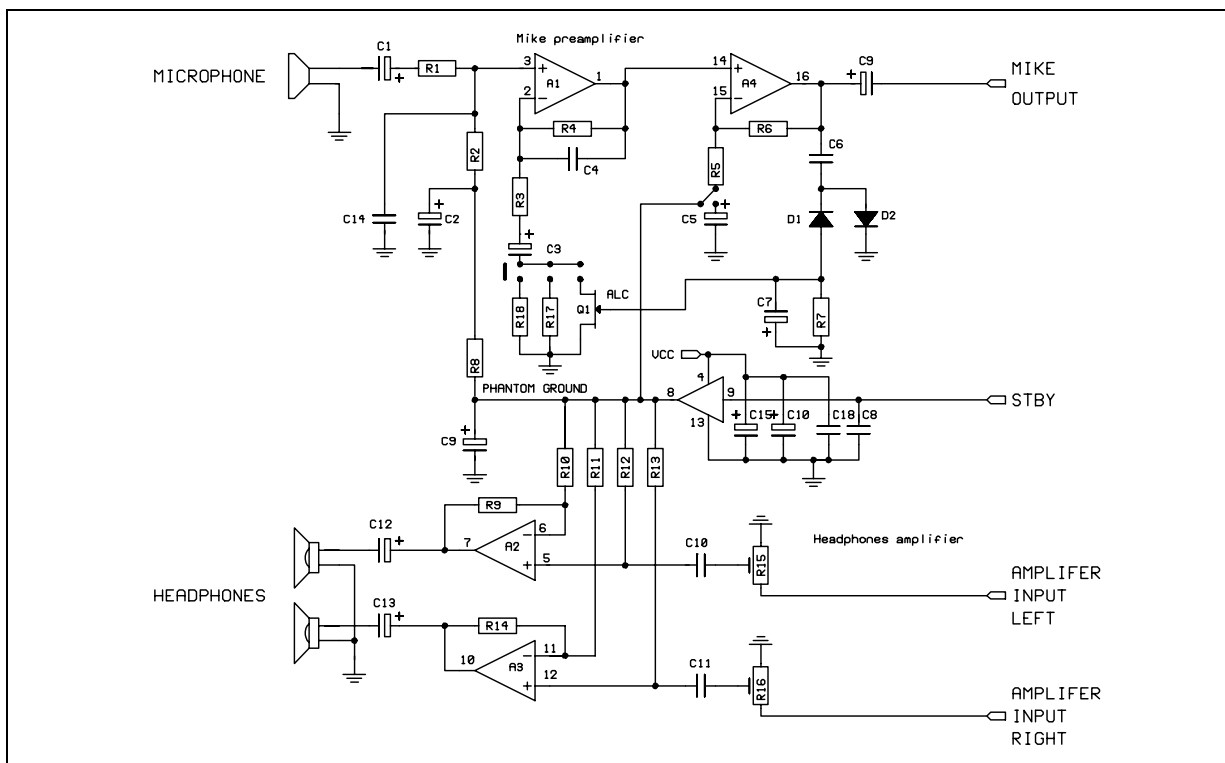 Mike preamplifier
MICROPHONE
C1
+
R1
3
+
A1
1
2
−
R4
C4
14
+
A4
16
15
−
R6
+
C9
MIKE
OUTPUT
R2
C14
+
C2
R3
+
C3
R5
+
C5
C6
D1
D2
R18
R17
Q1
ALC
C7
+
R7
R8
PHANTOM GROUND
VCC
4
8
9
13
+
C15
+
C10
C18
C8
STBY
+
C9
R10
R11
R12
R13
R9
C12
+
7
−
6
A2
+
5
C10
R15
Headphones amplifier
AMPLIFER
INPUT
LEFT
HEADPHONES
C13
+
R14
10
−
11
A3
+
12
C11
R16
AMPLIFER
INPUT
RIGHT